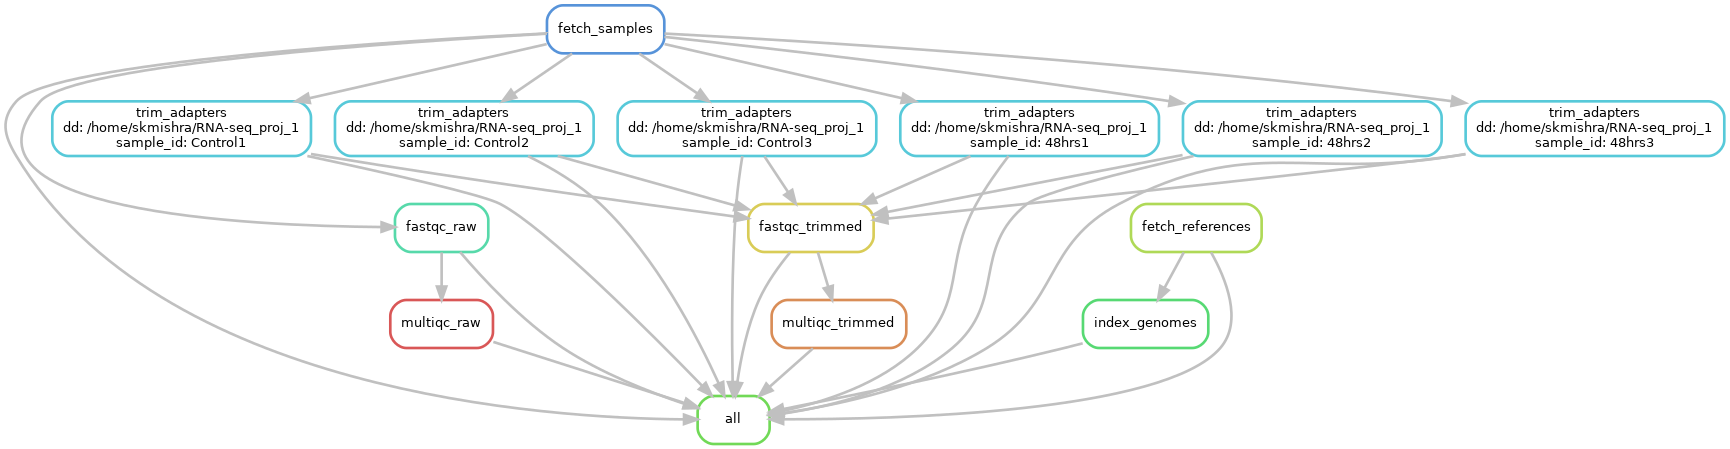 fetch_samples
trim_adapters
dd: /home/skmishra/RNA-seq_proj_1
sample_id: Control1
trim_adapters
dd: /home/skmishra/RNA-seq_proj_1
sample_id: Control2
trim_adapters
dd: /home/skmishra/RNA-seq_proj_1
sample_id: Control3
trim_adapters
dd: /home/skmishra/RNA-seq_proj_1
sample_id: 48hrs1
trim_adapters
dd: /home/skmishra/RNA-seq_proj_1
sample_id: 48hrs2
trim_adapters
dd: /home/skmishra/RNA-seq_proj_1
sample_id: 48hrs3
fastqc_raw
fastqc_trimmed
fetch_references
multiqc_raw
multiqc_trimmed
index_genomes
all